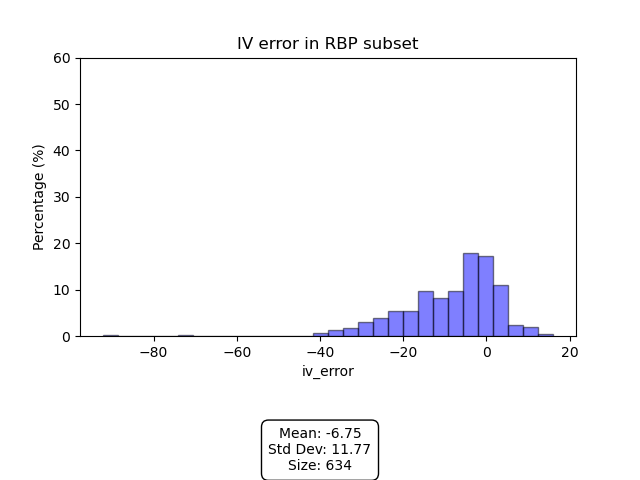 IV error in RBP subset
60
50
40
30
20
10
0
Percentage (%)
−80
−60
−40
−20
0
20
iv_error
Mean: -6.75
Std Dev: 11.77
Size: 634